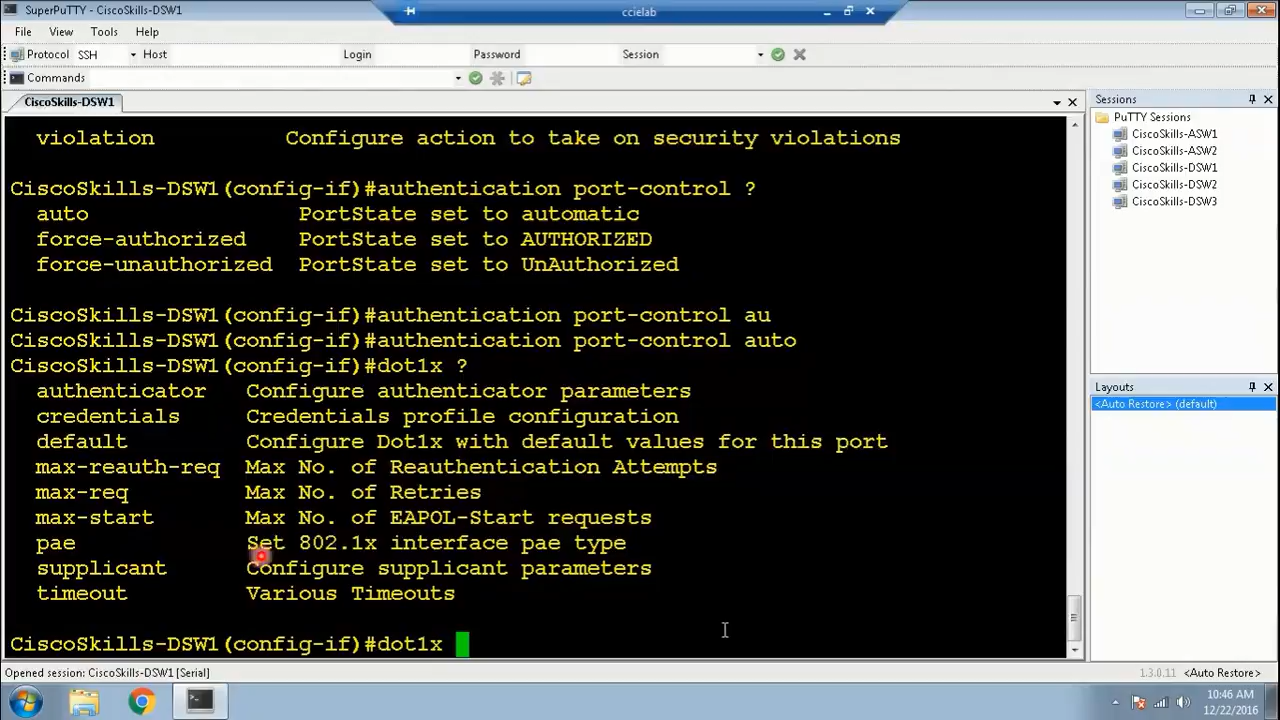 SuperPuTTY - CiscoSkills-DSW1
ccielab
File View Tools Help
Protocol SSH Host Login Password Session
Commands
CiscoSkills-DSW1
violation Configure action to take on security violations
CiscoSkills-DSW1(config-if)#authentication port-control ?
auto PortState set to automatic
force-authorized PortState set to AUTHORIZED
force-unauthorized PortState set to UnAuthorized
CiscoSkills-DSW1(config-if)#authentication port-control au
CiscoSkills-DSW1(config-if)#authentication port-control auto
CiscoSkills-DSW1(config-if)#dot1x ?
authenticator Configure authenticator parameters
credentials Credentials profile configuration
default Configure Dot1x with default values for this port
max-reauth-req Max No. of Reauthentication Attempts
max-req Max No. of Retries
max-start Max No. of EAPOL-Start requests
pae Set 802.1x interface pae type
supplicant Configure supplicant parameters
timeout Various Timeouts
CiscoSkills-DSW1(config-if)#dot1x
Sessions
PuTTY Sessions
CiscoSkills-ASW1
CiscoSkills-ASW2
CiscoSkills-DSW1
CiscoSkills-DSW2
CiscoSkills-DSW3
Layouts
<Auto Restore> (default)
Opened session: CiscoSkills-DSW1 [Serial]
1.3.0.11 <Auto Restore>
10:46 AM
12/22/2016